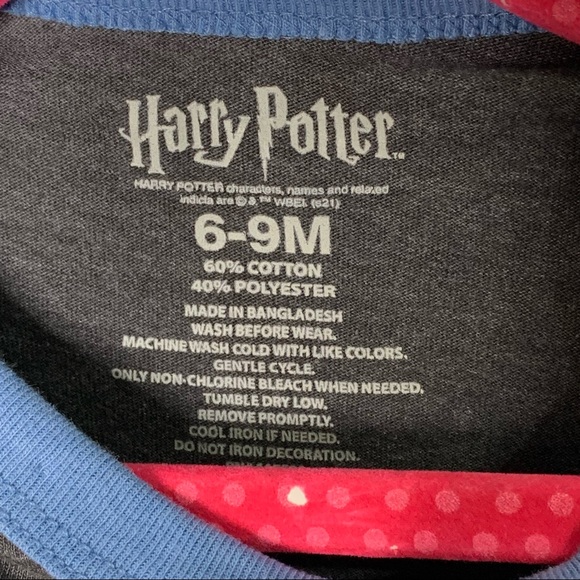 Harry Potter™
HARRY POTTER characters, names and related
indicia are © & ™ WBEI. (s21)
6-9M
60% COTTON
40% POLYESTER
MADE IN BANGLADESH
WASH BEFORE WEAR.
MACHINE WASH COLD WITH LIKE COLORS.
GENTLE CYCLE.
ONLY NON-CHLORINE BLEACH WHEN NEEDED.
TUMBLE DRY LOW.
REMOVE PROMPTLY.
COOL IRON IF NEEDED.
DO NOT IRON DECORATION.